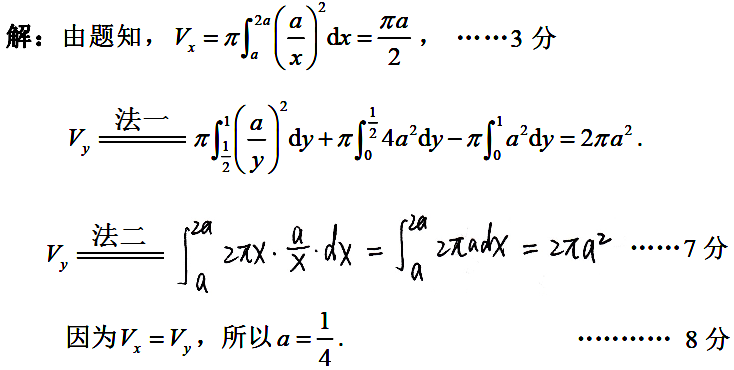 解：由题知， $V_x = \pi\int_a^{2a}\left(\frac{a}{x}\right)^2 \mathrm{d}x = \frac{\pi a}{2}$， ……3 分
$V_y \overset{法一}{=\!=\!=} \pi\int_{\frac{1}{2}}^{1}\left(\frac{a}{y}\right)^2 \mathrm{d}y + \pi\int_0^{\frac{1}{2}} 4a^2 \mathrm{d}y - \pi\int_0^1 a^2 \mathrm{d}y = 2\pi a^2$.
$V_y \overset{法二}{=\!=\!=} \int_a^{2a} 2\pi x \cdot \frac{a}{x} \cdot dx = \int_a^{2a} 2\pi a dx = 2\pi a^2$ ……7 分
因为 $V_x = V_y$，所以 $a = \frac{1}{4}$. ………… 8 分